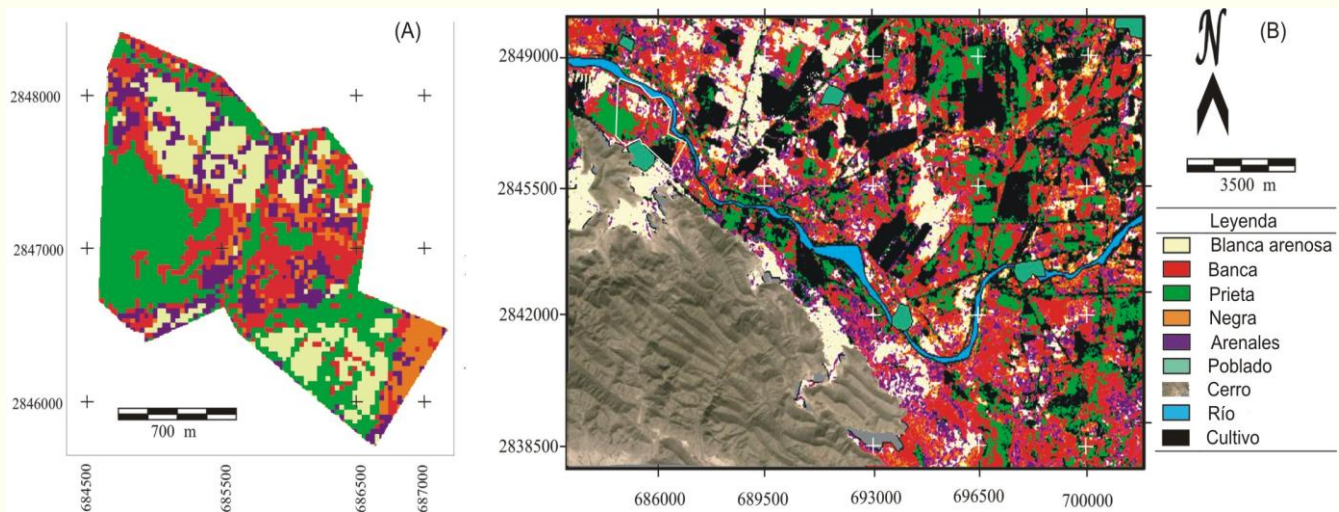 (A)
2848000
2847000
2846000
700 m
684500
685500
686500
687000
2849000
2845500
2842000
2838500
686000
689500
693000
696500
700000
N
(B)
3500 m
Leyenda
Blanca arenosa
Banca
Prieta
Negra
Arenales
Poblado
Cerro
Río
Cultivo